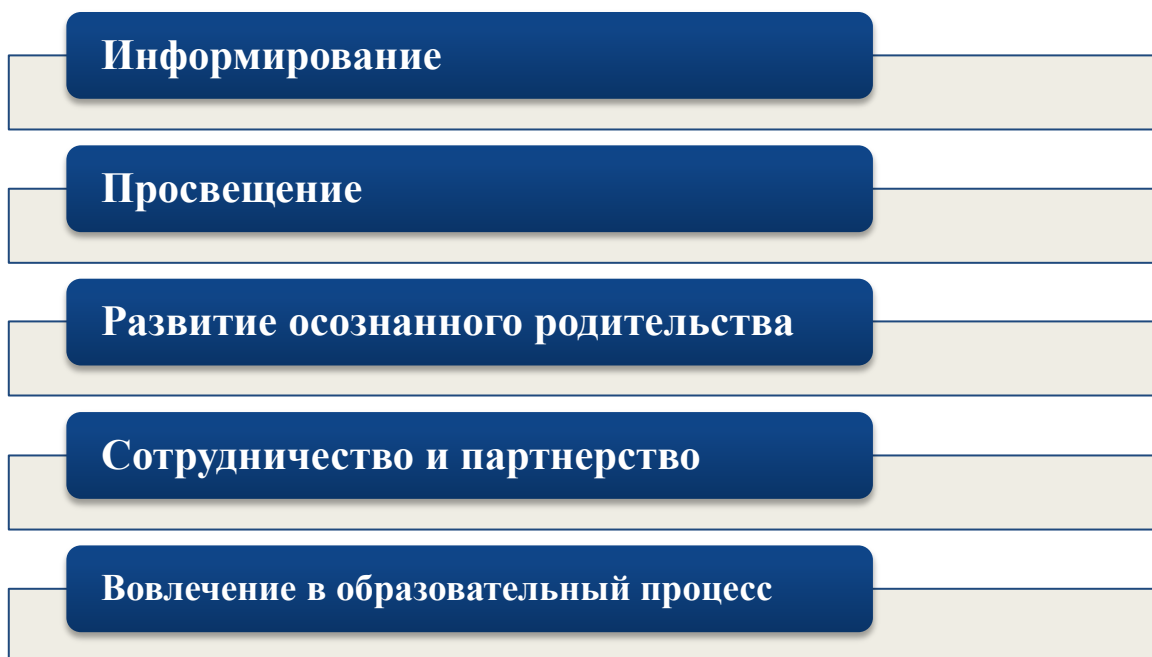 Информирование
Просвещение
Развитие осознанного родительства
Сотрудничество и партнерство
Вовлечение в образовательный процесс